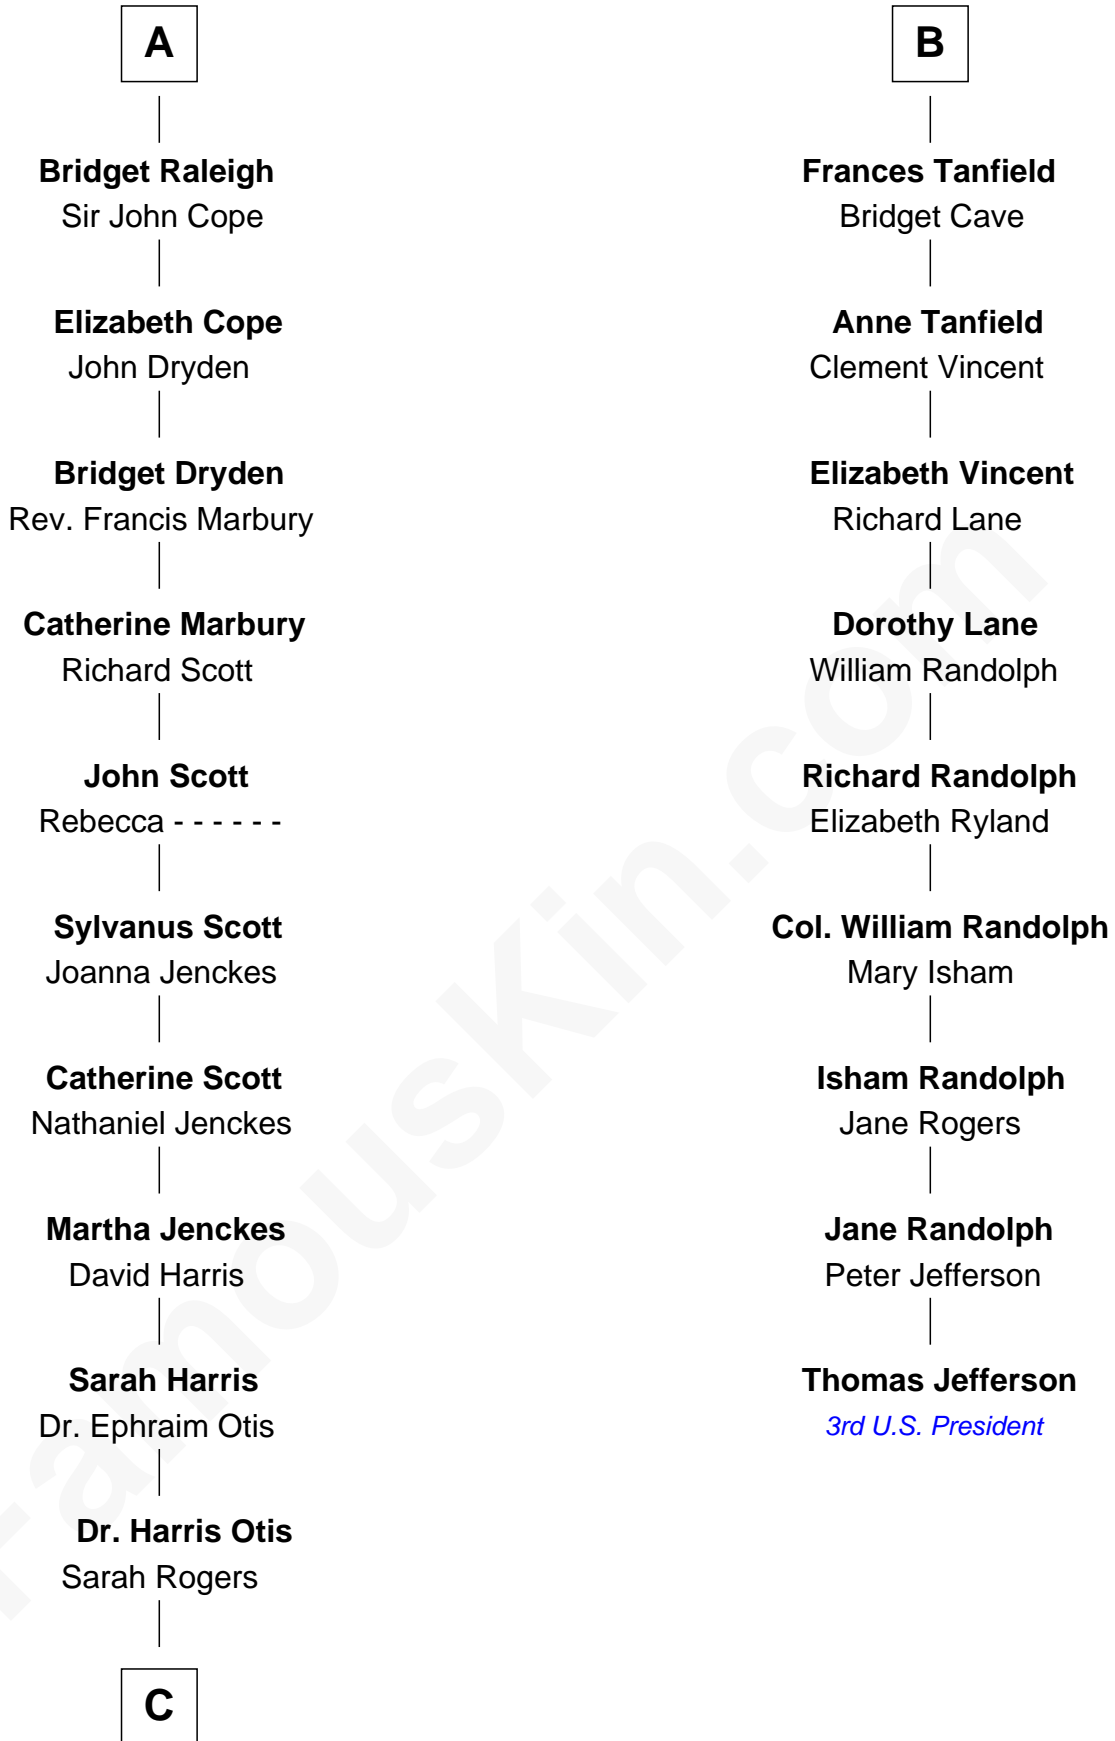 A
Bridget Raleigh
Sir John Cope
Elizabeth Cope
John Dryden
Bridget Dryden
Rev. Francis Marbury
Catherine Marbury
Richard Scott
John Scott
Rebecca - - - - - -
Sylvanus Scott
Joanna Jenckes
Catherine Scott
Nathaniel Jenckes
Martha Jenckes
David Harris
Sarah Harris
Dr. Ephraim Otis
Dr. Harris Otis
Sarah Rogers
C
B
Frances Tanfield
Bridget Cave
Anne Tanfield
Clement Vincent
Elizabeth Vincent
Richard Lane
Dorothy Lane
William Randolph
Richard Randolph
Elizabeth Ryland
Col. William Randolph
Mary Isham
Isham Randolph
Jane Rogers
Jane Randolph
Peter Jefferson
Thomas Jefferson
3rd U.S. President
FamousKin.com